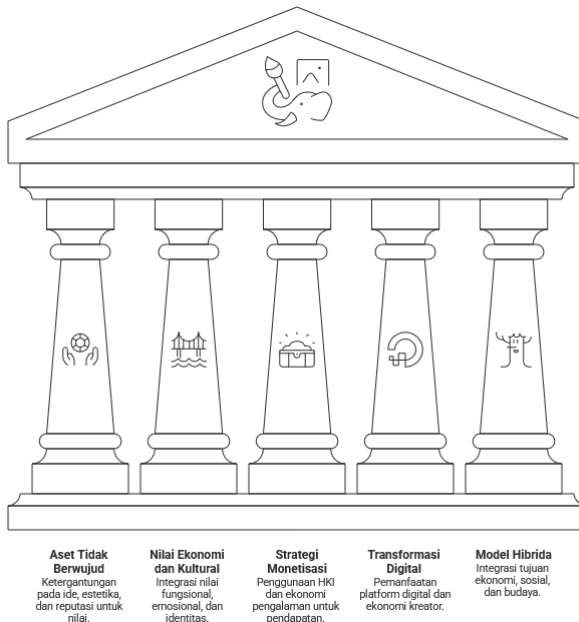 Aset Tidak
Berwujud
Ketergantungan
pada ide, estetika,
dan reputasi untuk
nilai.
Nilai Ekonomi
dan Kultural
Integrasi nilai
fungsional,
emosional, dan
identitas.
Strategi
Monetisasi
Penggunaan HKI
dan ekonomi
pengalaman untuk
pendapatan.
Transformasi
Digital
Pemanfaatan
platform digital dan
ekonomi kreator.
Model Hibrida
Integrasi tujuan
ekonomi, sosial,
dan budaya.